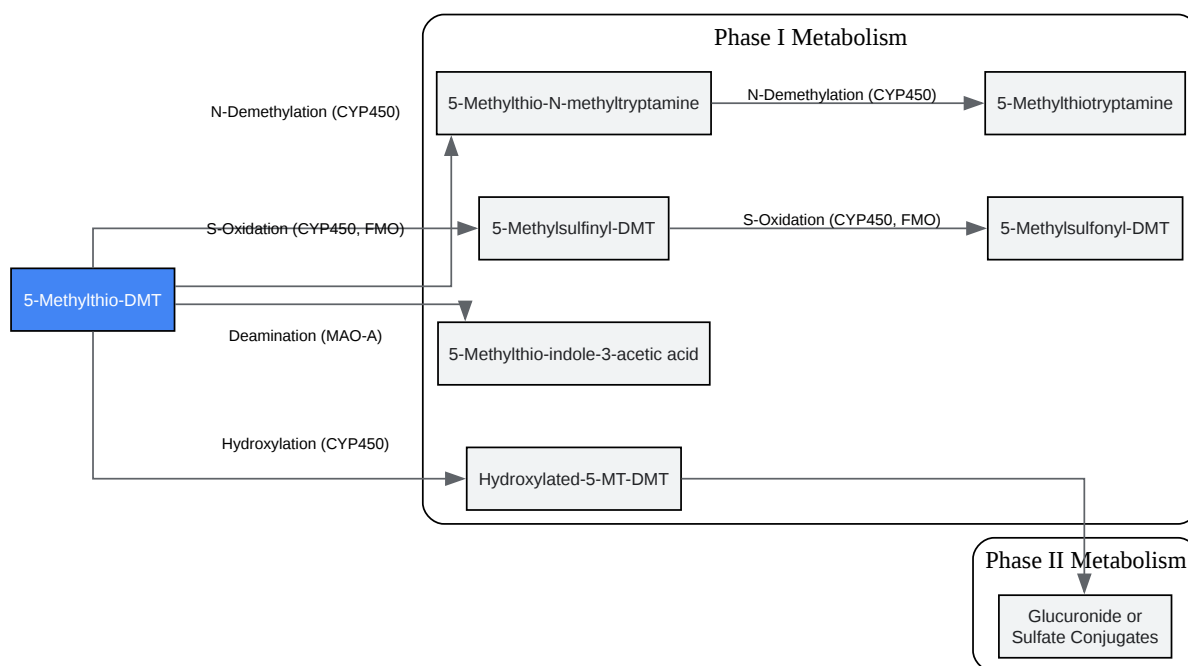 Phase I Metabolism
N-Demethylation (CYP450)
5-Methylthio-N-methyltryptamine
N-Demethylation (CYP450)
5-Methylthiotryptamine
S-Oxidation (CYP450, FMO)
5-Methylsulfinyl-DMT
S-Oxidation (CYP450, FMO)
5-Methylsulfonyl-DMT
5-Methylthio-DMT
Deamination (MAO-A)
5-Methylthio-indole-3-acetic acid
Hydroxylation (CYP450)
Hydroxylated-5-MT-DMT
Phase II Metabolism
Glucuronide or
Sulfate Conjugates